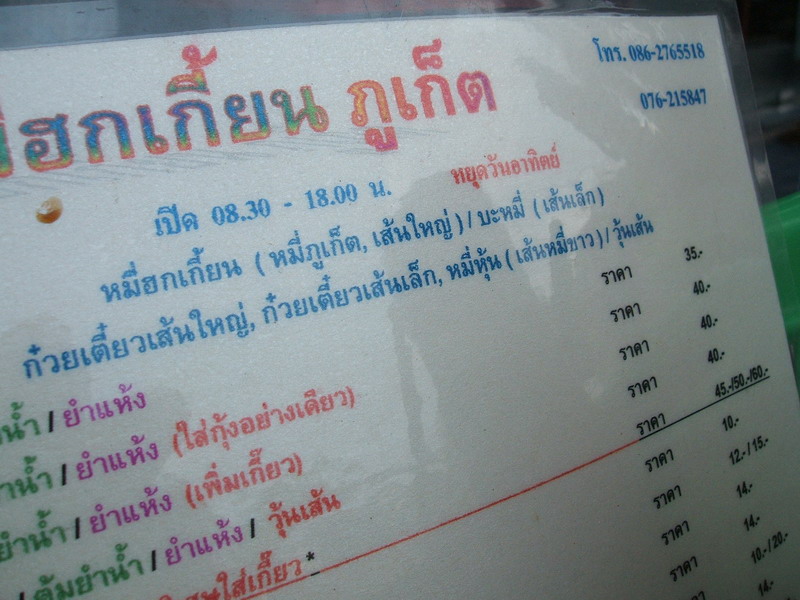 โทร. 086-2765518
076-215847
ฮกเกี้ยน ภูเก็ต
หยุดวันอาทิตย์
เปิด 08.30 - 18.00 น.
หมี่ฮกเกี้ยน ( หมี่ภูเก็ต, เส้นใหญ่ ) / บะหมี่ ( เส้นเล็ก )
ก๋วยเตี๋ยวเส้นใหญ่, ก๋วยเตี๋ยวเส้นเล็ก, หมี่หุ้น ( เส้นหมี่ขาว ) / วุ้นเส้น
น้ำ / ยำแห้ง ราคา 35.-
น้ำ / ยำแห้ง (ใส่กุ้งอย่างเดียว) ราคา 40.-
ยำน้ำ / ยำแห้ง (เพิ่มเกี๊ยว) ราคา 40.-
/ ต้มยำน้ำ / ยำแห้ง / วุ้นเส้น ราคา 40.-
ใส่เกี๊ยว * ราคา 45.-/50.-/60.-
ราคา 10.-
ราคา 12.-/15.-
ราคา 14.-
ราคา 14.-
ราคา 10.-/20.-
14.-